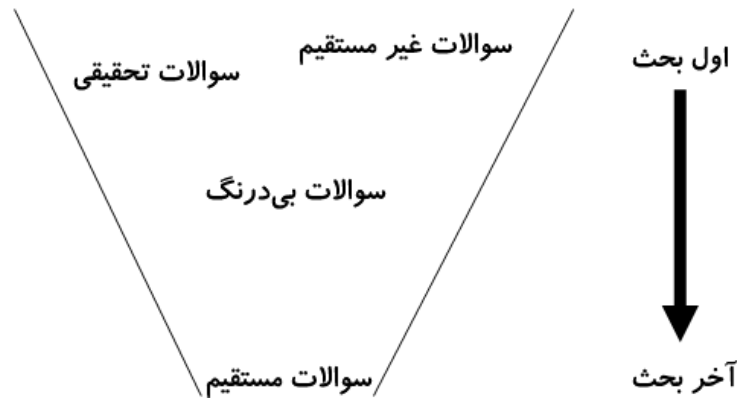 اول بحث
سوالات غیر مستقیم
سوالات تحقیقی
سوالات بی‌درنگ
سوالات مستقیم
آخر بحث